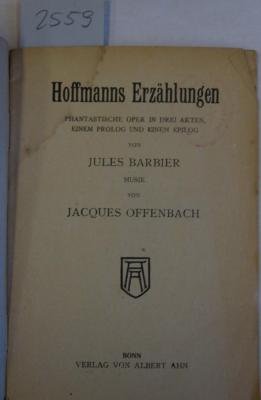 2559
Hoffmanns Erzählungen
PHANTASTISCHE OPER IN DREI AKTEN,
EINEM PROLOG UND EINEM EPILOG
VON
JULES BARBIER
MUSIK
VON
JACQUES OFFENBACH
BONN
VERLAG VON ALBERT AHN